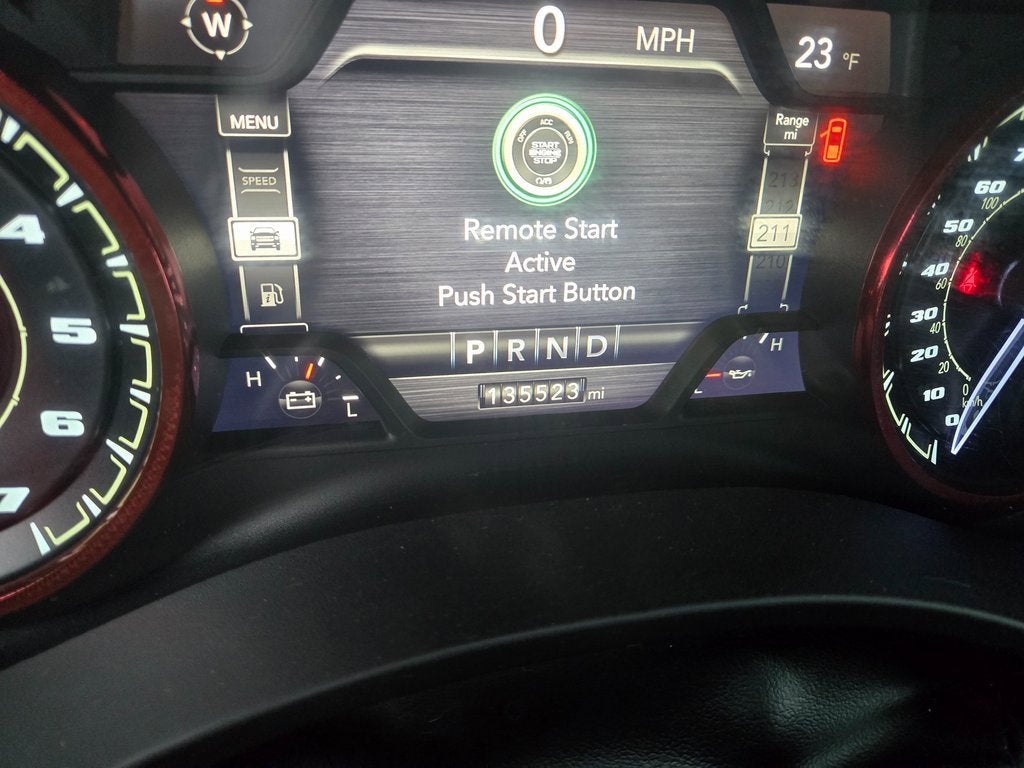 W
0 MPH
23 °F
MENU
SPEED
OFF ACC RUN
START
ENGINE
STOP
Remote Start
Active
Push Start Button
Range
mi
213
212
211
210
P R N D
135523 mi
H
L
H
4
5
6
7
60
100
50
80
40
60
30
40
20
20
10
0
0
km/h